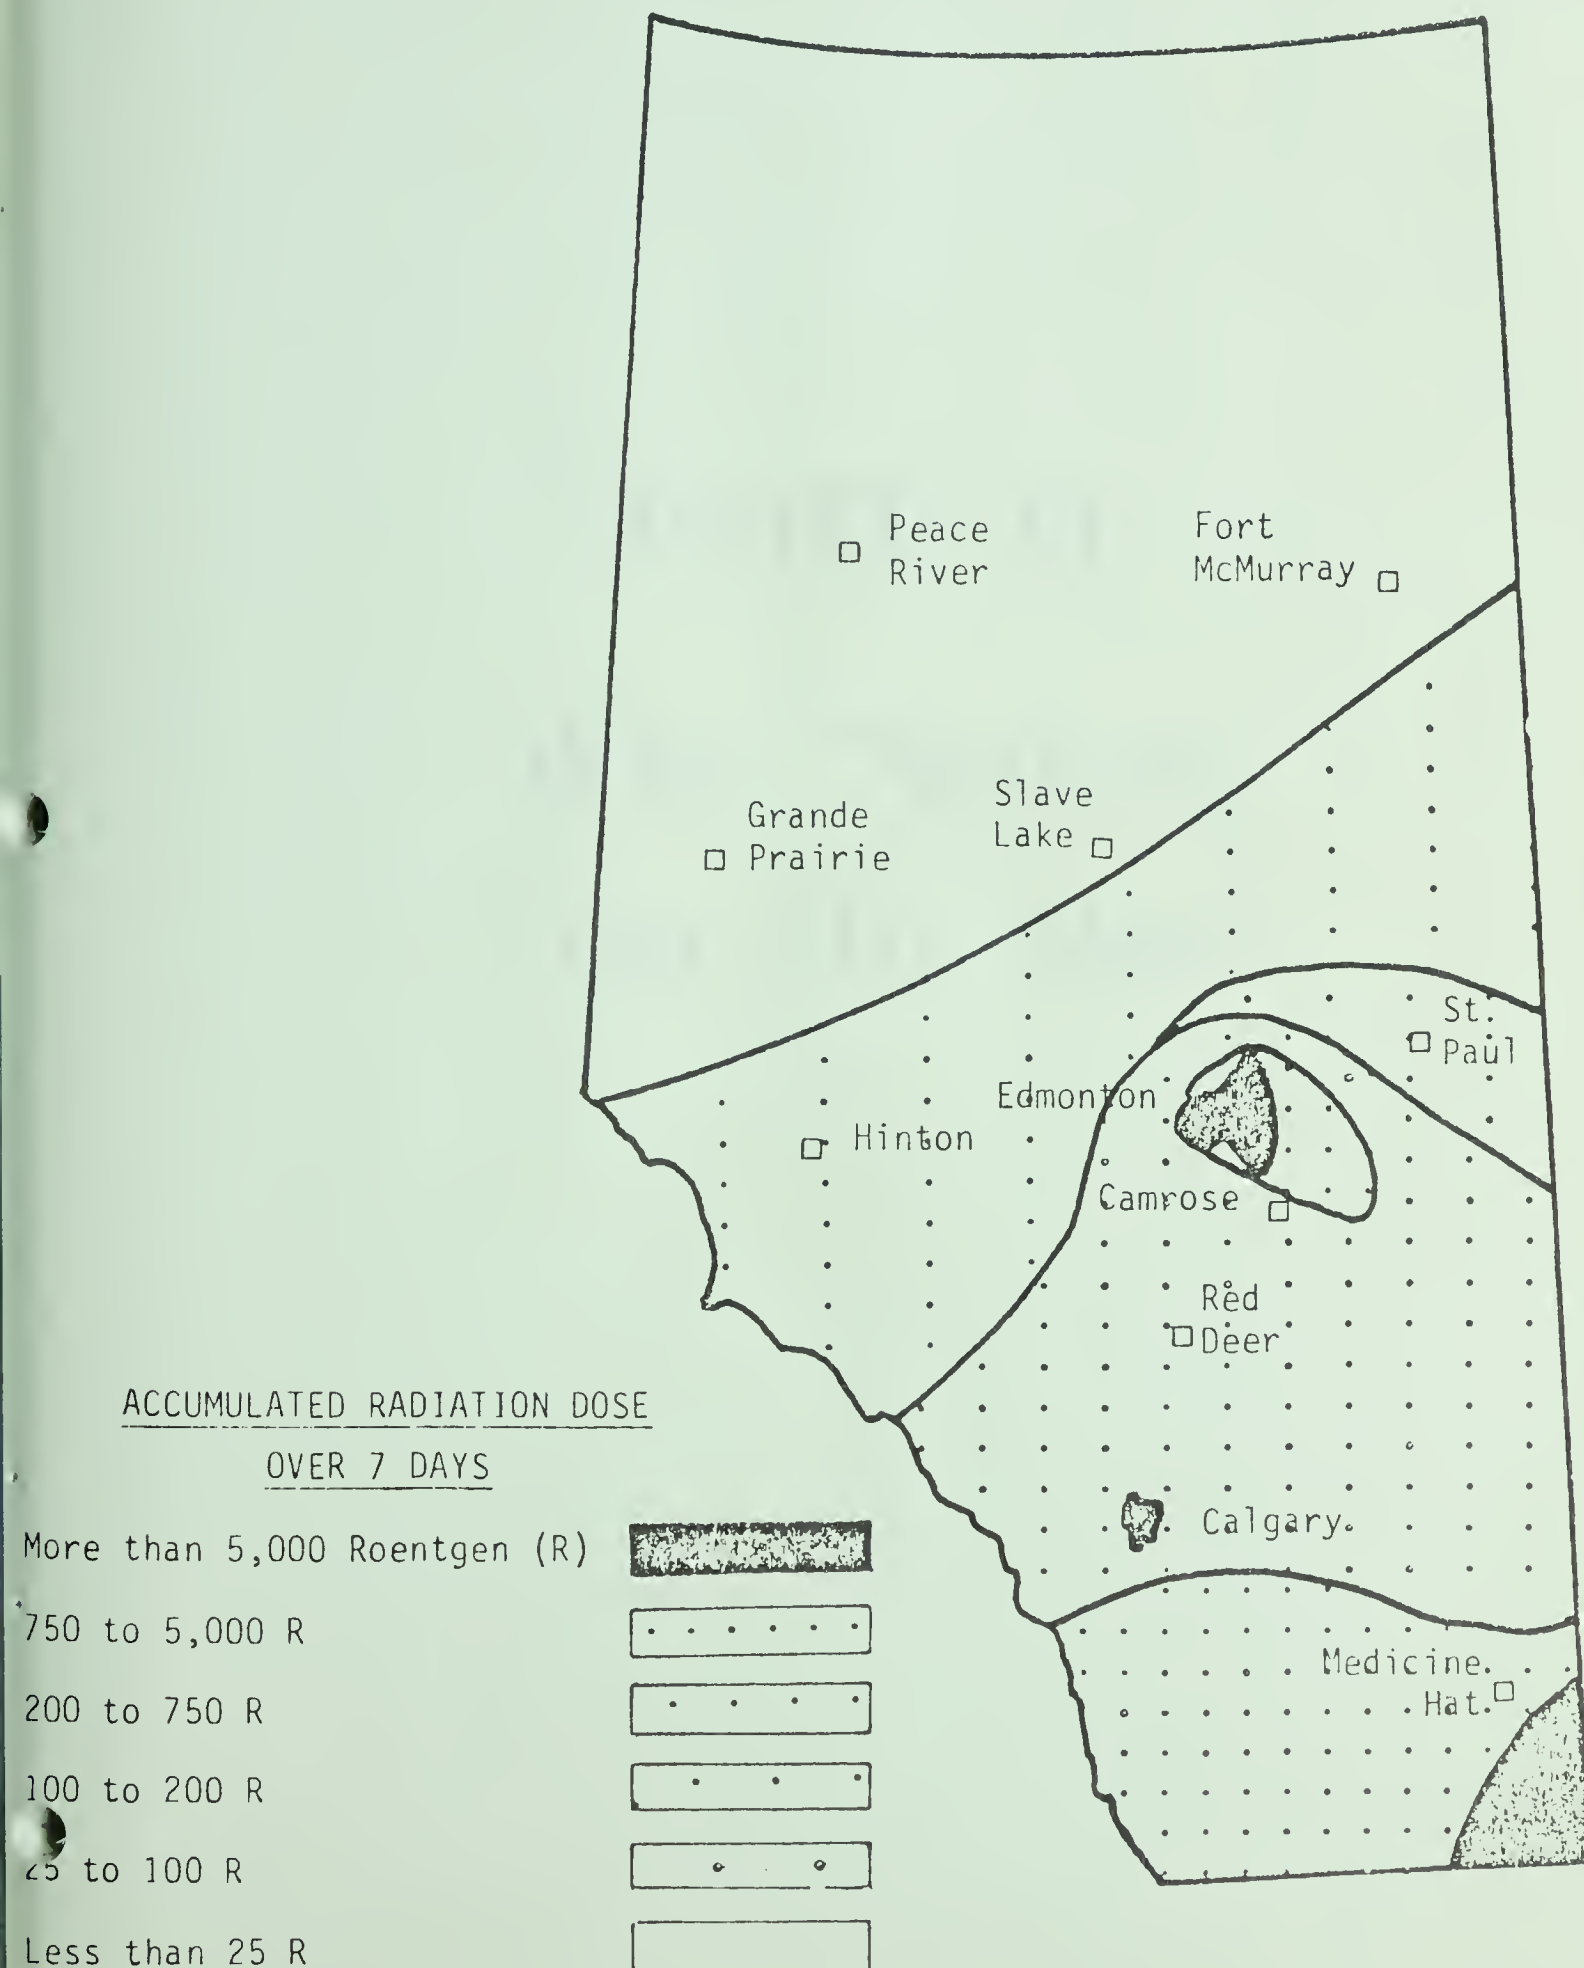 Peace
River
Fort
McMurray
Grande
Prairie
Slave
Lake
St.
Paul
Edmonton
Hinton
Camrose
Red
Deer
Calgary
Medicine
Hat
ACCUMULATED RADIATION DOSE
OVER 7 DAYS
More than 5,000 Roentgen (R)
750 to 5,000 R
200 to 750 R
100 to 200 R
25 to 100 R
Less than 25 R